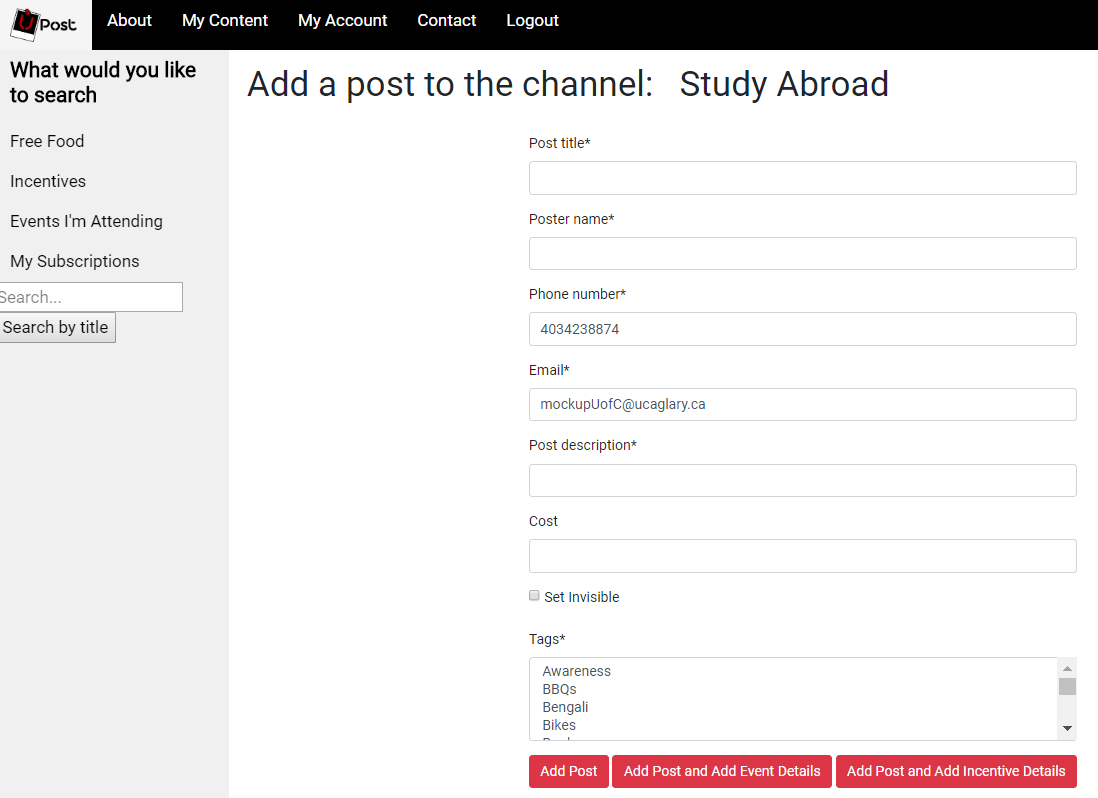 U Post
About
My Content
My Account
Contact
Logout
What would you like
to search
Free Food
Incentives
Events I'm Attending
My Subscriptions
Search...
Search by title
Add a post to the channel: Study Abroad
Post title*
Poster name*
Phone number*
4034238874
Email*
mockupUofC@ucaglary.ca
Post description*
Cost
Set Invisible
Tags*
Awareness
BBQs
Bengali
Bikes
Add Post
Add Post and Add Event Details
Add Post and Add Incentive Details